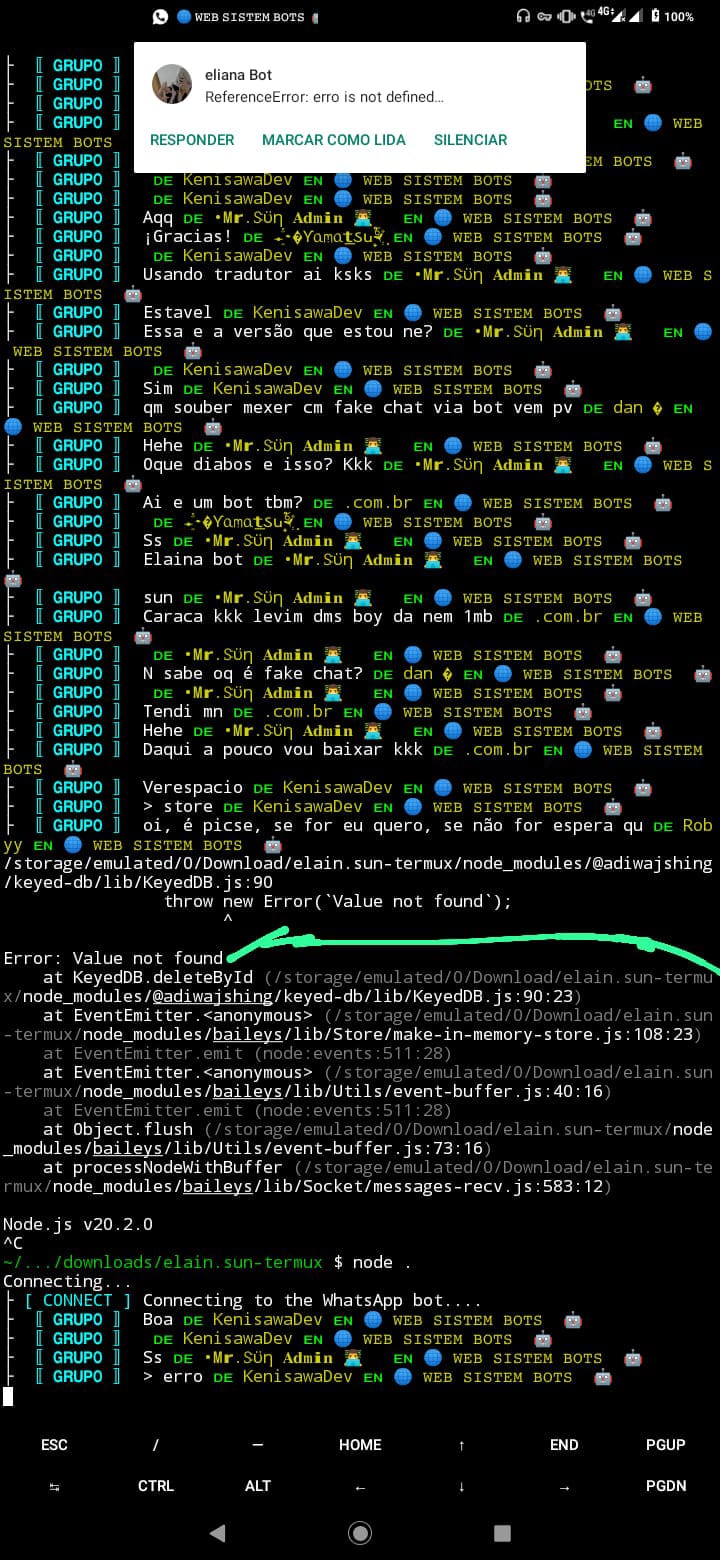 🌐 WEB SISTEM BOTS 4G 100%
eliana Bot
ReferenceError: erro is not defined…
RESPONDER MARCAR COMO LIDA SILENCIAR
├ 〚 GRUPO 〛
├ 〚 GRUPO 〛 OTS 🤖
├ 〚 GRUPO 〛
├ 〚 GRUPO 〛 EN 🌐 WEB
SISTEM BOTS
├ 〚 GRUPO 〛 EM BOTS 🤖
├ 〚 GRUPO 〛 DE KenisawaDev EN 🌐 WEB SISTEM BOTS 🤖
├ 〚 GRUPO 〛 DE KenisawaDev EN 🌐 WEB SISTEM BOTS 🤖
├ 〚 GRUPO 〛 Aqq DE •𝐌𝐫.Sϋη 𝐀𝐝𝐦𝐢𝐧 👨‍💻 EN 🌐 WEB SISTEM BOTS 🤖
├ 〚 GRUPO 〛 ¡Gracias! DE Yamatsu EN 🌐 WEB SISTEM BOTS 🤖
├ 〚 GRUPO 〛 DE KenisawaDev EN 🌐 WEB SISTEM BOTS 🤖
├ 〚 GRUPO 〛 Usando tradutor ai ksks DE •𝐌𝐫.Sϋη 𝐀𝐝𝐦𝐢𝐧 👨‍💻 EN 🌐 WEB S
ISTEM BOTS 🤖
├ 〚 GRUPO 〛 Estavel DE KenisawaDev EN 🌐 WEB SISTEM BOTS 🤖
├ 〚 GRUPO 〛 Essa e a versão que estou ne? DE •𝐌𝐫.Sϋη 𝐀𝐝𝐦𝐢𝐧 👨‍💻 EN 🌐
WEB SISTEM BOTS 🤖
├ 〚 GRUPO 〛 DE KenisawaDev EN 🌐 WEB SISTEM BOTS 🤖
├ 〚 GRUPO 〛 Sim DE KenisawaDev EN 🌐 WEB SISTEM BOTS 🤖
├ 〚 GRUPO 〛 qm souber mexer cm fake chat via bot vem pv DE dan � EN
🌐 WEB SISTEM BOTS 🤖
├ 〚 GRUPO 〛 Hehe DE •𝐌𝐫.Sϋη 𝐀𝐝𝐦𝐢𝐧 👨‍💻 EN 🌐 WEB SISTEM BOTS 🤖
├ 〚 GRUPO 〛 Oque diabos e isso? Kkk DE •𝐌𝐫.Sϋη 𝐀𝐝𝐦𝐢𝐧 👨‍💻 EN 🌐 WEB S
ISTEM BOTS 🤖
├ 〚 GRUPO 〛 Ai e um bot tbm? DE .com.br EN 🌐 WEB SISTEM BOTS 🤖
├ 〚 GRUPO 〛 DE Yamatsu EN 🌐 WEB SISTEM BOTS 🤖
├ 〚 GRUPO 〛 Ss DE •𝐌𝐫.Sϋη 𝐀𝐝𝐦𝐢𝐧 👨‍💻 EN 🌐 WEB SISTEM BOTS 🤖
├ 〚 GRUPO 〛 Elaina bot DE •𝐌𝐫.Sϋη 𝐀𝐝𝐦𝐢𝐧 👨‍💻 EN 🌐 WEB SISTEM BOTS
🤖
├ 〚 GRUPO 〛 sun DE •𝐌𝐫.Sϋη 𝐀𝐝𝐦𝐢𝐧 👨‍💻 EN 🌐 WEB SISTEM BOTS 🤖
├ 〚 GRUPO 〛 Caraca kkk levim dms boy da nem 1mb DE .com.br EN 🌐 WEB
SISTEM BOTS 🤖
├ 〚 GRUPO 〛 DE •𝐌𝐫.Sϋη 𝐀𝐝𝐦𝐢𝐧 👨‍💻 EN 🌐 WEB SISTEM BOTS 🤖
├ 〚 GRUPO 〛 N sabe oq é fake chat? DE dan � EN 🌐 WEB SISTEM BOTS 🤖
├ 〚 GRUPO 〛 DE •𝐌𝐫.Sϋη 𝐀𝐝𝐦𝐢𝐧 👨‍💻 EN 🌐 WEB SISTEM BOTS 🤖
├ 〚 GRUPO 〛 Tendi mn DE .com.br EN 🌐 WEB SISTEM BOTS 🤖
├ 〚 GRUPO 〛 Hehe DE •𝐌𝐫.Sϋη 𝐀𝐝𝐦𝐢𝐧 👨‍💻 EN 🌐 WEB SISTEM BOTS 🤖
├ 〚 GRUPO 〛 Daqui a pouco vou baixar kkk DE .com.br EN 🌐 WEB SISTEM
BOTS 🤖
├ 〚 GRUPO 〛 Verespacio DE KenisawaDev EN 🌐 WEB SISTEM BOTS 🤖
├ 〚 GRUPO 〛 > store DE KenisawaDev EN 🌐 WEB SISTEM BOTS 🤖
├ 〚 GRUPO 〛 oi, é picse, se for eu quero, se não for espera qu DE Rob
yy EN 🌐 WEB SISTEM BOTS 🤖
/storage/emulated/0/Download/elain.sun-termux/node_modules/@adiwajshing
/keyed-db/lib/KeyedDB.js:90
throw new Error(`Value not found`);
^
Error: Value not found
at KeyedDB.deleteById (/storage/emulated/0/Download/elain.sun-termu
x/node_modules/@adiwajshing/keyed-db/lib/KeyedDB.js:90:23)
at EventEmitter.<anonymous> (/storage/emulated/0/Download/elain.sun
-termux/node_modules/baileys/lib/Store/make-in-memory-store.js:108:23)
at EventEmitter.emit (node:events:511:28)
at EventEmitter.<anonymous> (/storage/emulated/0/Download/elain.sun
-termux/node_modules/baileys/lib/Utils/event-buffer.js:40:16)
at EventEmitter.emit (node:events:511:28)
at Object.flush (/storage/emulated/0/Download/elain.sun-termux/node
_modules/baileys/lib/Utils/event-buffer.js:73:16)
at processNodeWithBuffer (/storage/emulated/0/Download/elain.sun-te
rmux/node_modules/baileys/lib/Socket/messages-recv.js:583:12)
Node.js v20.2.0
^C
~/.../downloads/elain.sun-termux $ node .
Connecting...
├ [ CONNECT ] Connecting to the WhatsApp bot....
├ 〚 GRUPO 〛 Boa DE KenisawaDev EN 🌐 WEB SISTEM BOTS 🤖
├ 〚 GRUPO 〛 DE KenisawaDev EN 🌐 WEB SISTEM BOTS 🤖
├ 〚 GRUPO 〛 Ss DE •𝐌𝐫.Sϋη 𝐀𝐝𝐦𝐢𝐧 👨‍💻 EN 🌐 WEB SISTEM BOTS 🤖
├ 〚 GRUPO 〛 > erro DE KenisawaDev EN 🌐 WEB SISTEM BOTS 🤖
ESC / — HOME ↑ END PGUP
↹ CTRL ALT ← ↓ → PGDN